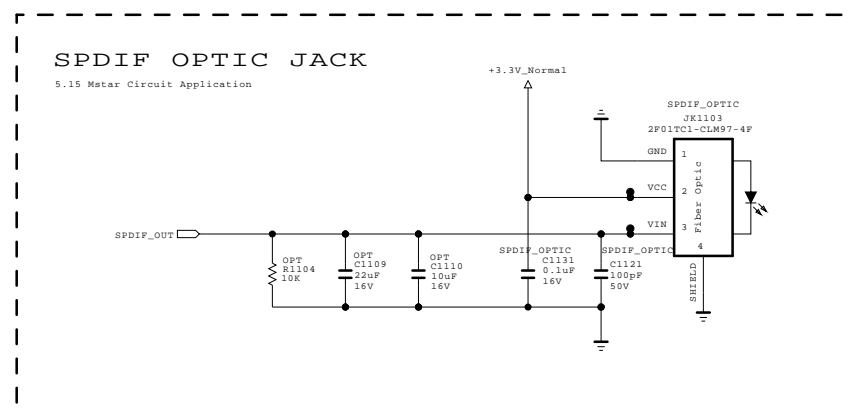 SPDIF OPTIC JACK
5.15 Mstar Circuit Application
+3.3V_Normal
SPDIF_OPTIC
JK1103
2F01TC1-CLM97-4F
GND
1
VCC
2
VIN
3
Fiber Optic
4
SHIELD
SPDIF_OUT
OPT
R1104
10K
OPT
C1109
22uF
16V
OPT
C1110
10uF
16V
SPDIF_OPTIC
C1131
0.1uF
16V
SPDIF_OPTIC
C1121
100pF
50V